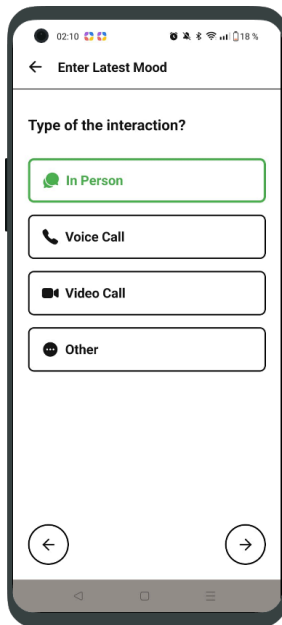 02:10 18 %
Enter Latest Mood
Type of the interaction?
In Person
Voice Call
Video Call
Other